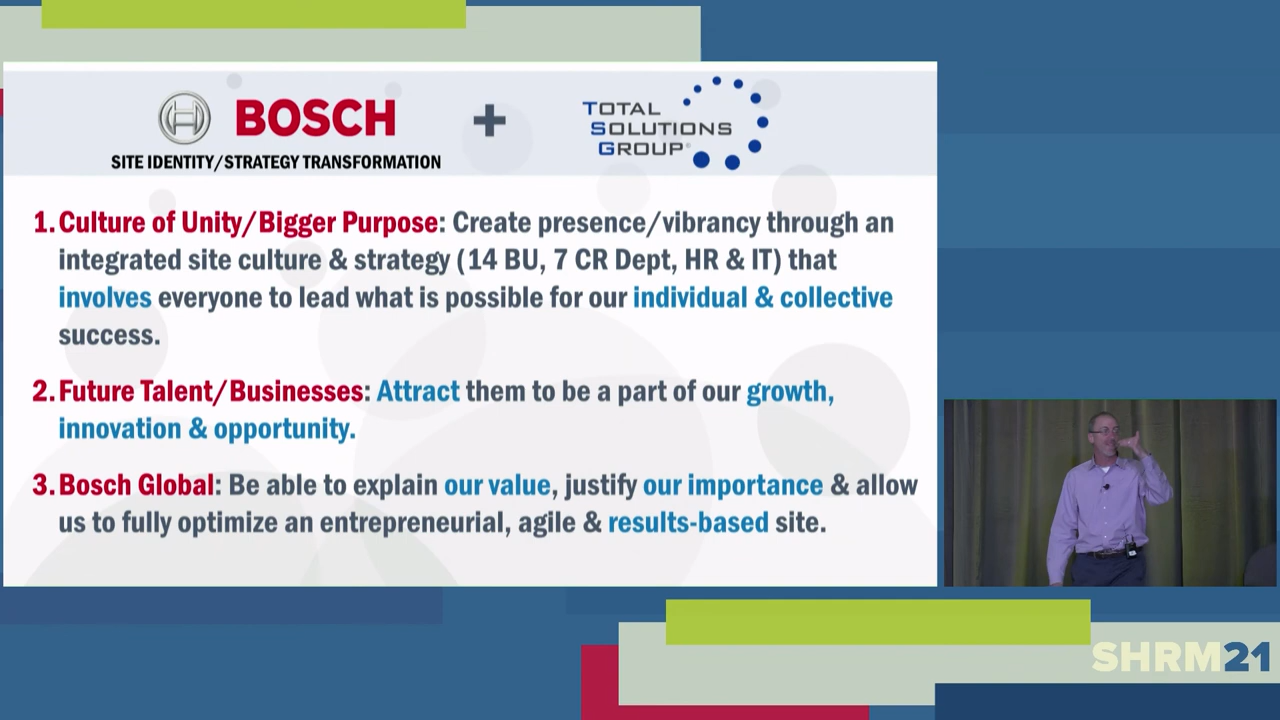 BOSCH
SITE IDENTITY/STRATEGY TRANSFORMATION
+
TOTAL
SOLUTIONS
GROUP®
1. Culture of Unity/Bigger Purpose: Create presence/vibrancy through an
integrated site culture & strategy (14 BU, 7 CR Dept, HR & IT) that
involves everyone to lead what is possible for our individual & collective
success.
2. Future Talent/Businesses: Attract them to be a part of our growth,
innovation & opportunity.
3. Bosch Global: Be able to explain our value, justify our importance & allow
us to fully optimize an entrepreneurial, agile & results-based site.
SHRM21